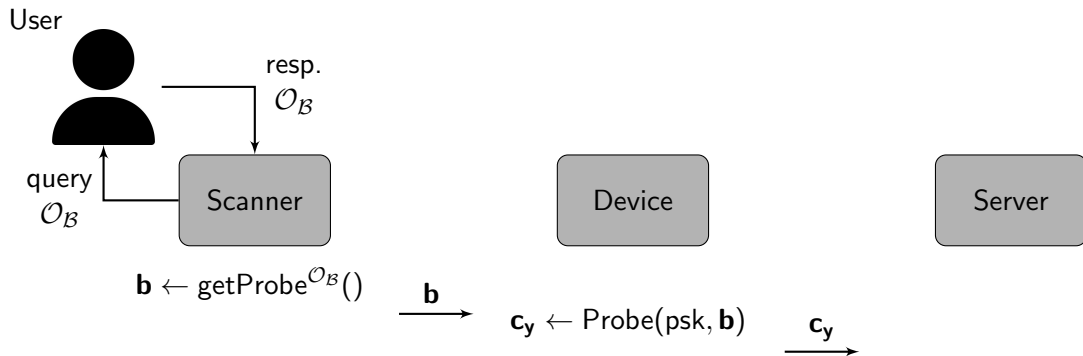 User
resp.
𝒪_ℬ
query
𝒪_ℬ
Scanner
Device
Server
𝐛 ← getProbe^{𝒪_ℬ}()
𝐛
𝐜_𝐲 ← Probe(psk, 𝐛)
𝐜_𝐲